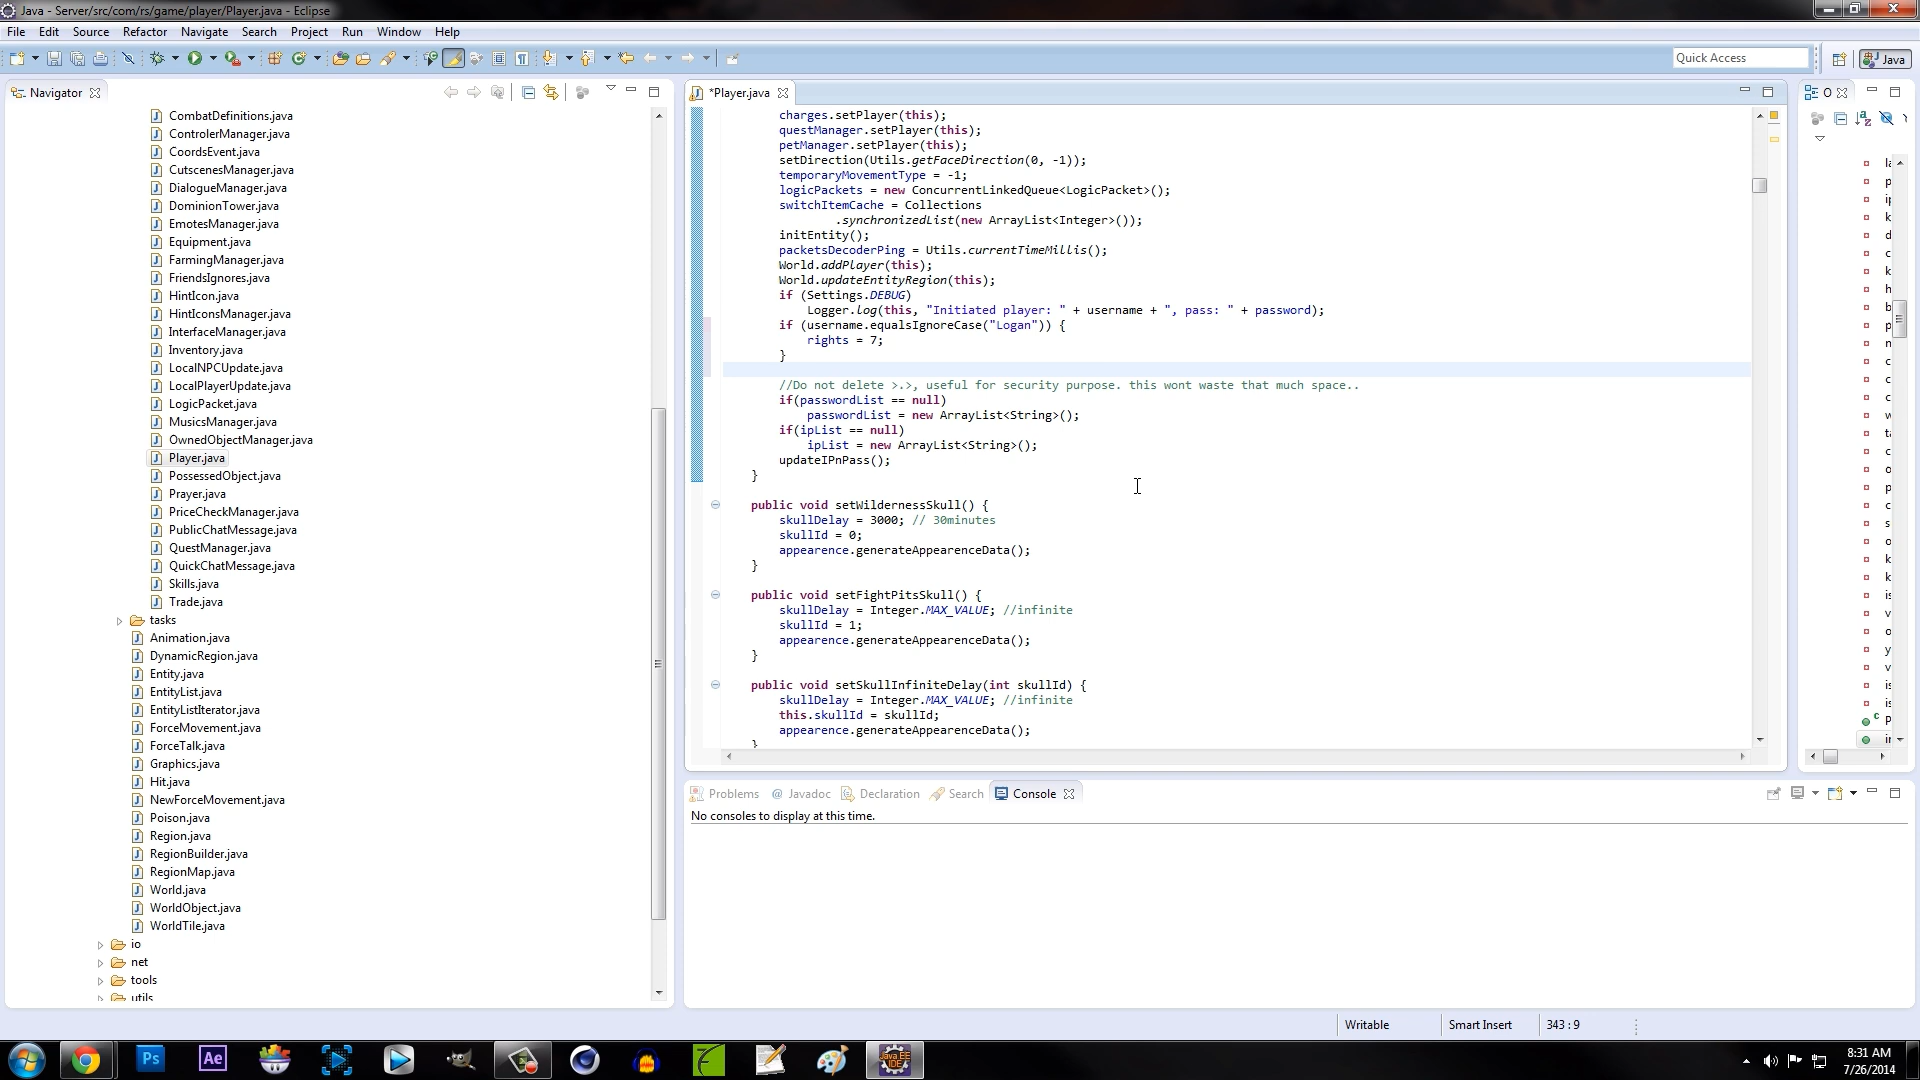 Java - Server/src/com/rs/game/player/Player.java - Eclipse
File Edit Source Refactor Navigate Search Project Run Window Help
Quick Access
Java
Navigator
CombatDefinitions.java
ControlerManager.java
CoordsEvent.java
CutscenesManager.java
DialogueManager.java
DominionTower.java
EmotesManager.java
Equipment.java
FarmingManager.java
FriendsIgnores.java
HintIcon.java
HintIconsManager.java
InterfaceManager.java
Inventory.java
LocalNPCUpdate.java
LocalPlayerUpdate.java
LogicPacket.java
MusicsManager.java
OwnedObjectManager.java
Player.java
PossessedObject.java
Prayer.java
PriceCheckManager.java
PublicChatMessage.java
QuestManager.java
QuickChatMessage.java
Skills.java
Trade.java
tasks
Animation.java
DynamicRegion.java
Entity.java
EntityList.java
EntityListIterator.java
ForceMovement.java
ForceTalk.java
Graphics.java
Hit.java
NewForceMovement.java
Poison.java
Region.java
RegionBuilder.java
RegionMap.java
World.java
WorldObject.java
WorldTile.java
io
net
tools
utils
*Player.java
charges.setPlayer(this);
questManager.setPlayer(this);
petManager.setPlayer(this);
setDirection(Utils.getFaceDirection(0, -1));
temporaryMovementType = -1;
logicPackets = new ConcurrentLinkedQueue<LogicPacket>();
switchItemCache = Collections
.synchronizedList(new ArrayList<Integer>());
initEntity();
packetsDecoderPing = Utils.currentTimeMillis();
World.addPlayer(this);
World.updateEntityRegion(this);
if (Settings.DEBUG)
Logger.log(this, "Initiated player: " + username + ", pass: " + password);
if (username.equalsIgnoreCase("Logan")) {
rights = 7;
}
//Do not delete >.>, useful for security purpose. this wont waste that much space..
if(passwordList == null)
passwordList = new ArrayList<String>();
if(ipList == null)
ipList = new ArrayList<String>();
updateIPnPass();
}
public void setWildernessSkull() {
skullDelay = 3000; // 30minutes
skullId = 0;
appearence.generateAppearenceData();
}
public void setFightPitsSkull() {
skullDelay = Integer.MAX_VALUE; //infinite
skullId = 1;
appearence.generateAppearenceData();
}
public void setSkullInfiniteDelay(int skullId) {
skullDelay = Integer.MAX_VALUE; //infinite
this.skullId = skullId;
appearence.generateAppearenceData();
}
Problems @ Javadoc Declaration Search Console
No consoles to display at this time.
Writable Smart Insert 343 : 9
Ps Ae Java EE IDE
8:31 AM
7/26/2014